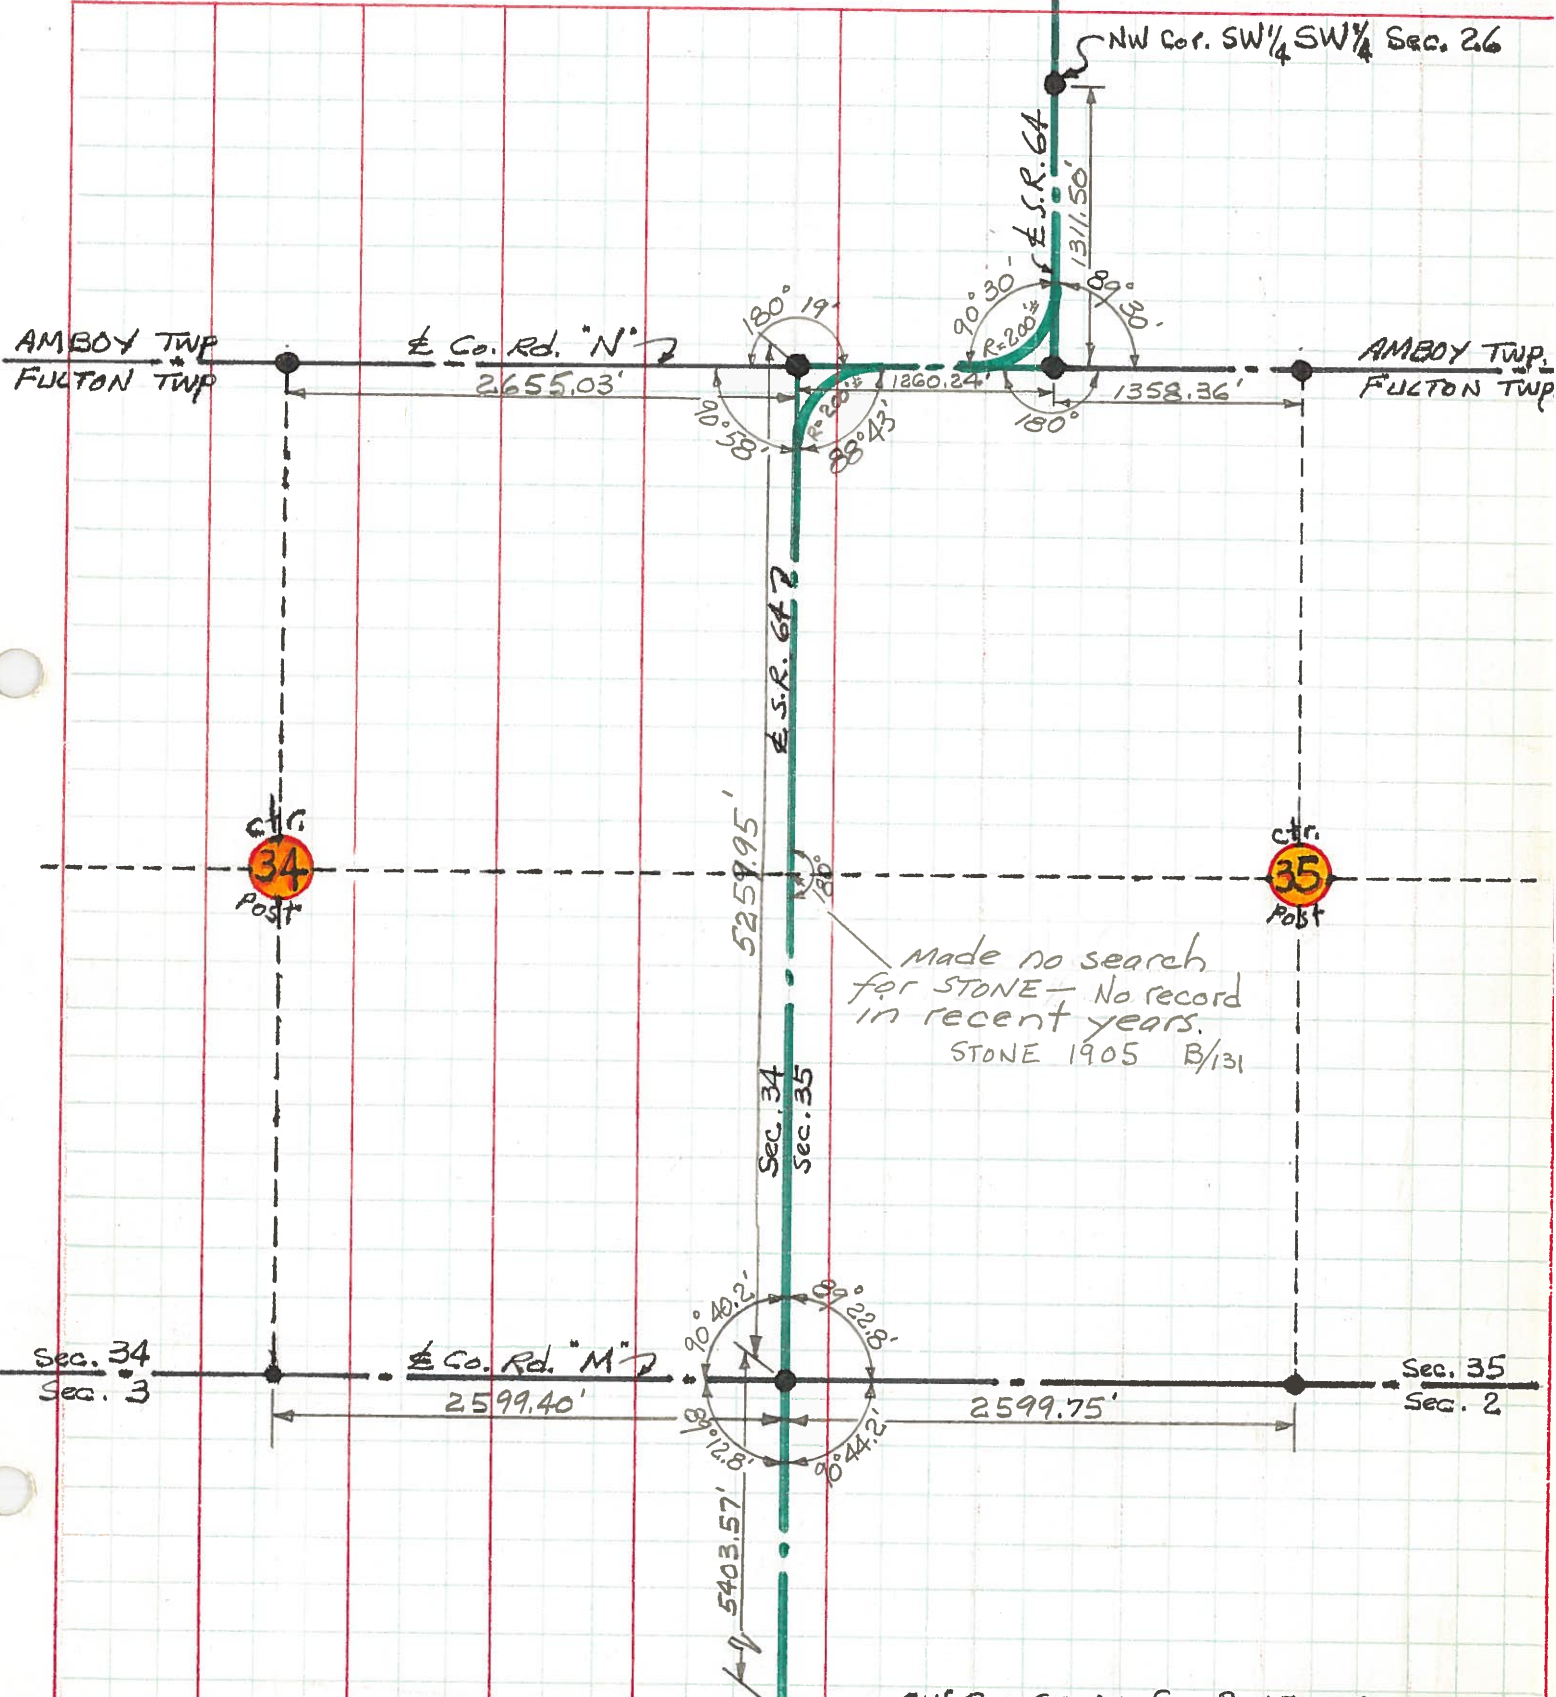 NW Cor. SW¼ SW¼ Sec. 26
℄ S.R. 64
1311.50'
90° 30'
89° 30'
R=200'±
180° 19'
AMBOY TWP
FULTON TWP
℄ Co. Rd. "N"
2655.03'
1260.24'
1358.36'
AMBOY TWP.
FULTON TWP
90° 58'
R=200'±
88° 43'
180°
℄ S.R. 64
5259.95'
ctr.
34
Post
180°
ctr.
35
Post
Made no search
for STONE — No record
in recent years.
STONE 1905 B/131
Sec. 34
Sec. 35
90° 40.2'
89° 22.8'
Sec. 34
Sec. 3
℄ Co. Rd. "M"
2599.40'
2599.75'
Sec. 35
Sec. 2
89° 12.8'
90° 44.2'
5403.57'